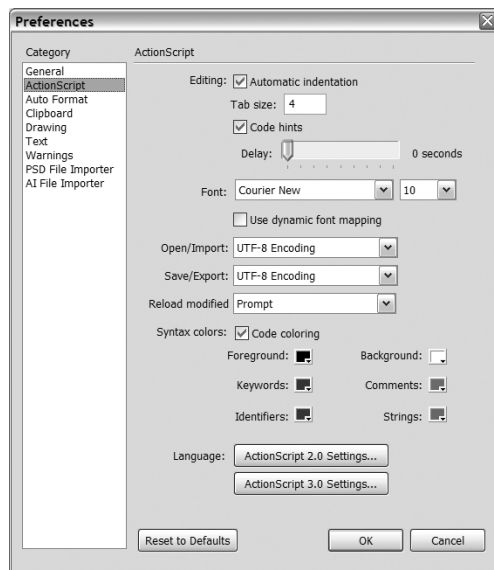 Preferences
Category
General
ActionScript
Auto Format
Clipboard
Drawing
Text
Warnings
PSD File Importer
AI File Importer
ActionScript
Editing: Automatic indentation
Tab size: 4
Code hints
Delay: 0 seconds
Font: Courier New 10
Use dynamic font mapping
Open/Import: UTF-8 Encoding
Save/Export: UTF-8 Encoding
Reload modified Prompt
Syntax colors: Code coloring
Foreground: Background:
Keywords: Comments:
Identifiers: Strings:
Language: ActionScript 2.0 Settings...
ActionScript 3.0 Settings...
Reset to Defaults OK Cancel